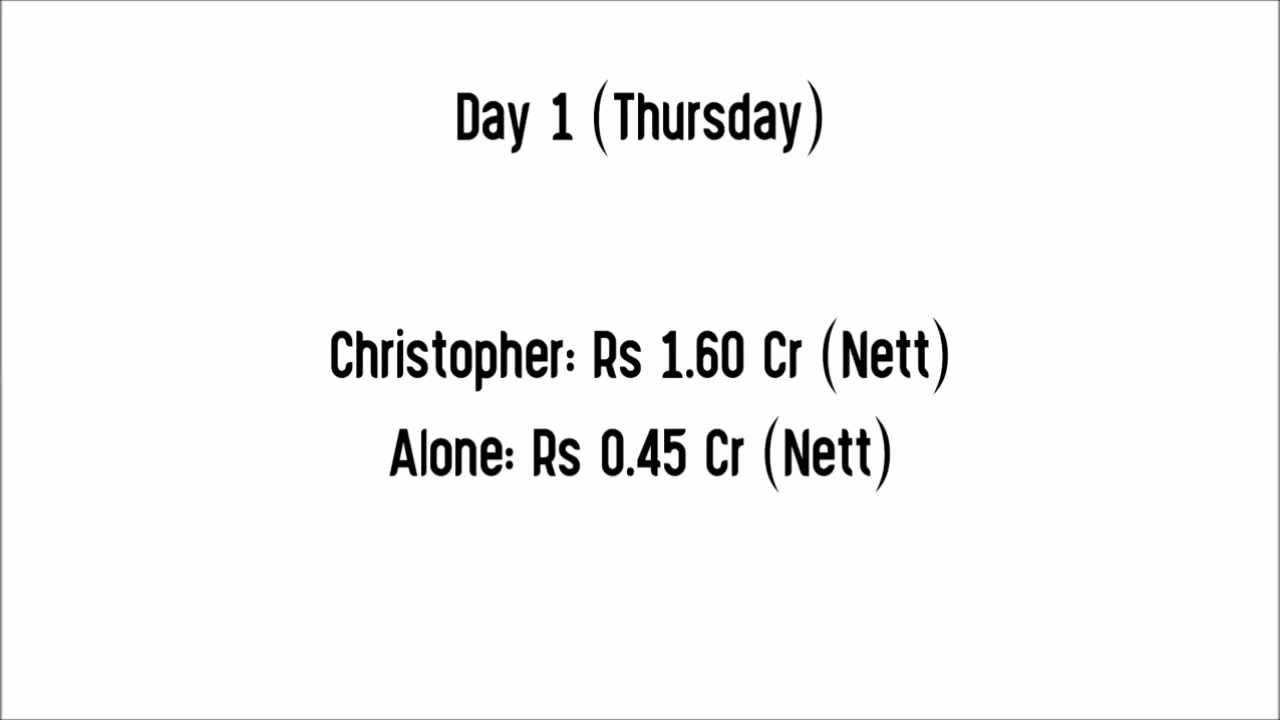 Day 1 (Thursday)
Christopher: Rs 1.60 Cr (Nett)
Alone: Rs 0.45 Cr (Nett)